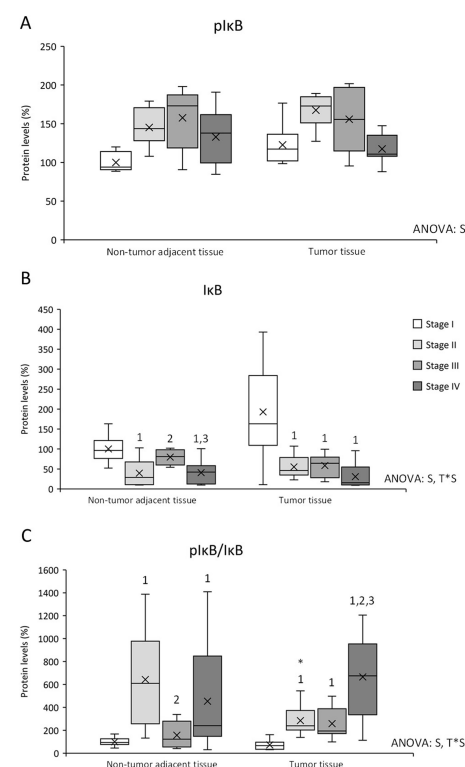 A
pIκB
250
200
150
100
50
0
Protein levels (%)
Non-tumor adjacent tissue
Tumor tissue
ANOVA: S
B
IκB
450
400
350
300
250
200
150
100
50
0
Protein levels (%)
1
2
1,3
1
1
1
Non-tumor adjacent tissue
Tumor tissue
ANOVA: S, T*S
Stage I
Stage II
Stage III
Stage IV
C
pIκB/IκB
1600
1400
1200
1000
800
600
400
200
0
Protein levels (%)
1
2
1
*
1
1
1,2,3
Non-tumor adjacent tissue
Tumor tissue
ANOVA: S, T*S